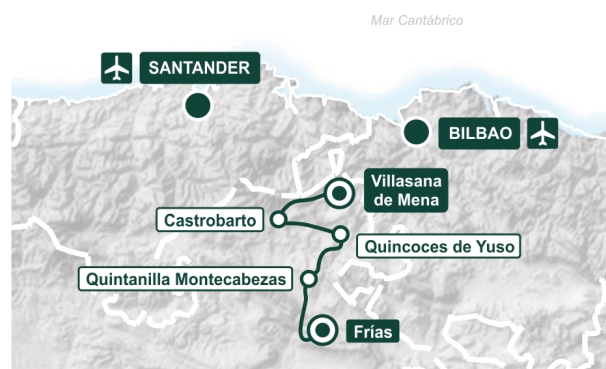 Mar Cantábrico
SANTANDER
BILBAO
Villasana
de Mena
Castrobarto
Quincoces de Yuso
Quintanilla Montecabezas
Frías